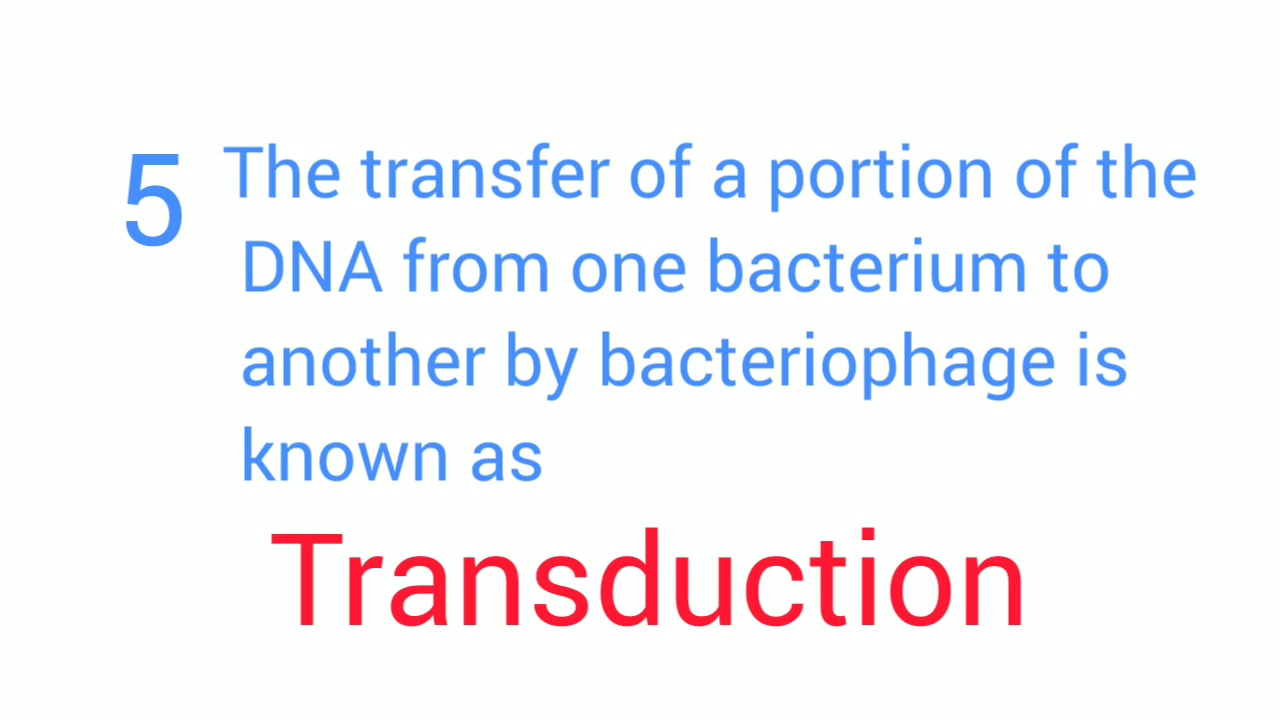 5 The transfer of a portion of the
DNA from one bacterium to
another by bacteriophage is
known as
Transduction